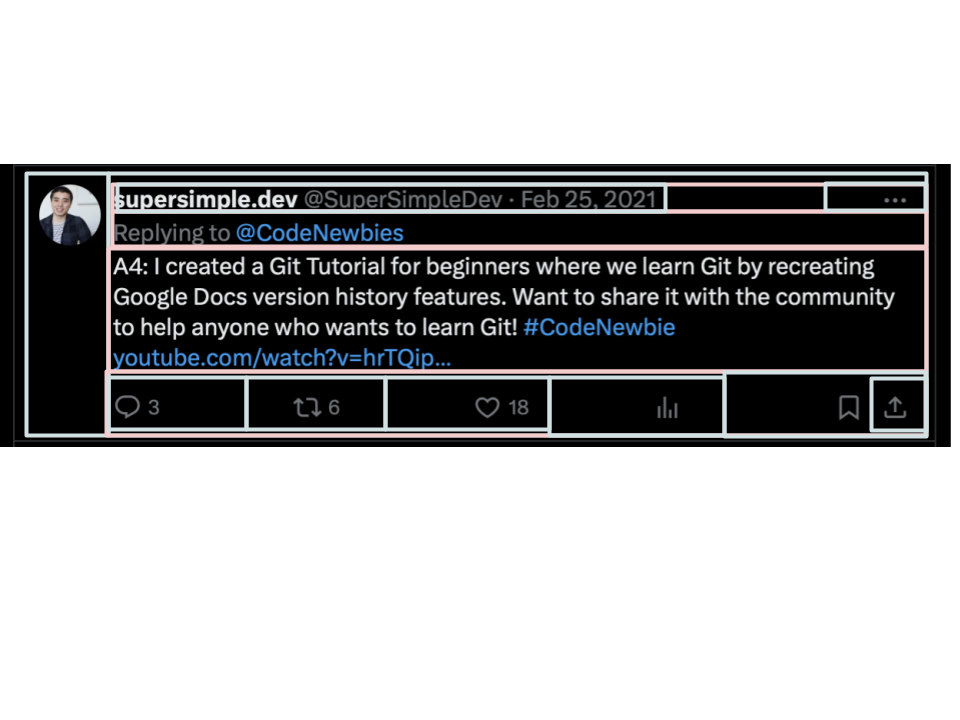 supersimple.dev @SuperSimpleDev · Feb 25, 2021
Replying to @CodeNewbies
A4: I created a Git Tutorial for beginners where we learn Git by recreating
Google Docs version history features. Want to share it with the community
to help anyone who wants to learn Git! #CodeNewbie
youtube.com/watch?v=hrTQip...
3 6 18